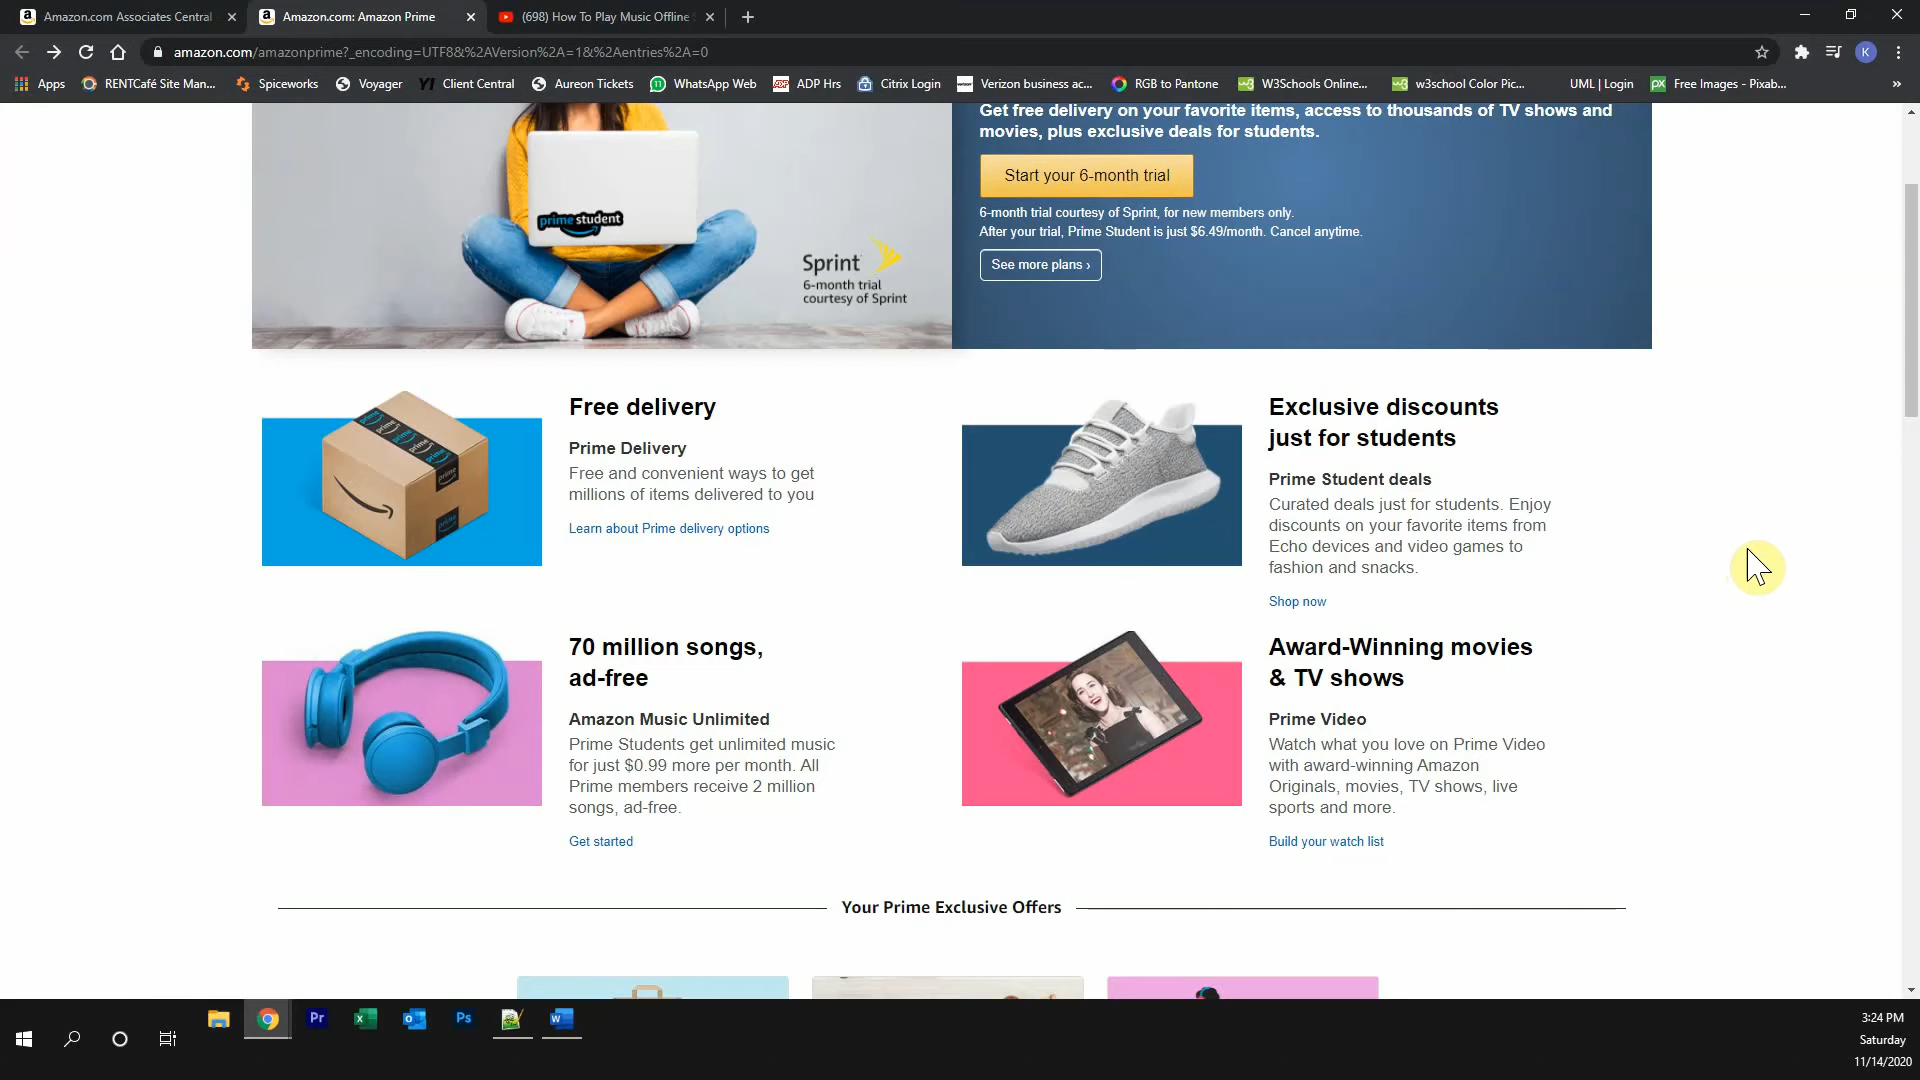 Amazon.com Associates Central
Amazon.com: Amazon Prime
(698) How To Play Music Offline
amazon.com/amazonprime?_encoding=UTF8&%2AVersion%2A=1&%2Aentries%2A=0
K
Apps
RENTCafé Site Man...
Spiceworks
Voyager
Client Central
Aureon Tickets
WhatsApp Web
ADP Hrs
Citrix Login
Verizon business ac...
RGB to Pantone
W3Schools Online...
w3school Color Pic...
UML | Login
Free Images - Pixab...
Get free delivery on your favorite items, access to thousands of TV shows and
movies, plus exclusive deals for students.
Start your 6-month trial
6-month trial courtesy of Sprint, for new members only.
After your trial, Prime Student is just $6.49/month. Cancel anytime.
See more plans ›
prime student
Sprint
6-month trial
courtesy of Sprint
Free delivery
Prime Delivery
Free and convenient ways to get
millions of items delivered to you
Learn about Prime delivery options
Exclusive discounts
just for students
Prime Student deals
Curated deals just for students. Enjoy
discounts on your favorite items from
Echo devices and video games to
fashion and snacks.
Shop now
70 million songs,
ad-free
Amazon Music Unlimited
Prime Students get unlimited music
for just $0.99 more per month. All
Prime members receive 2 million
songs, ad-free.
Get started
Award-Winning movies
& TV shows
Prime Video
Watch what you love on Prime Video
with award-winning Amazon
Originals, movies, TV shows, live
sports and more.
Build your watch list
Your Prime Exclusive Offers
Pr
Ps
3:24 PM
Saturday
11/14/2020